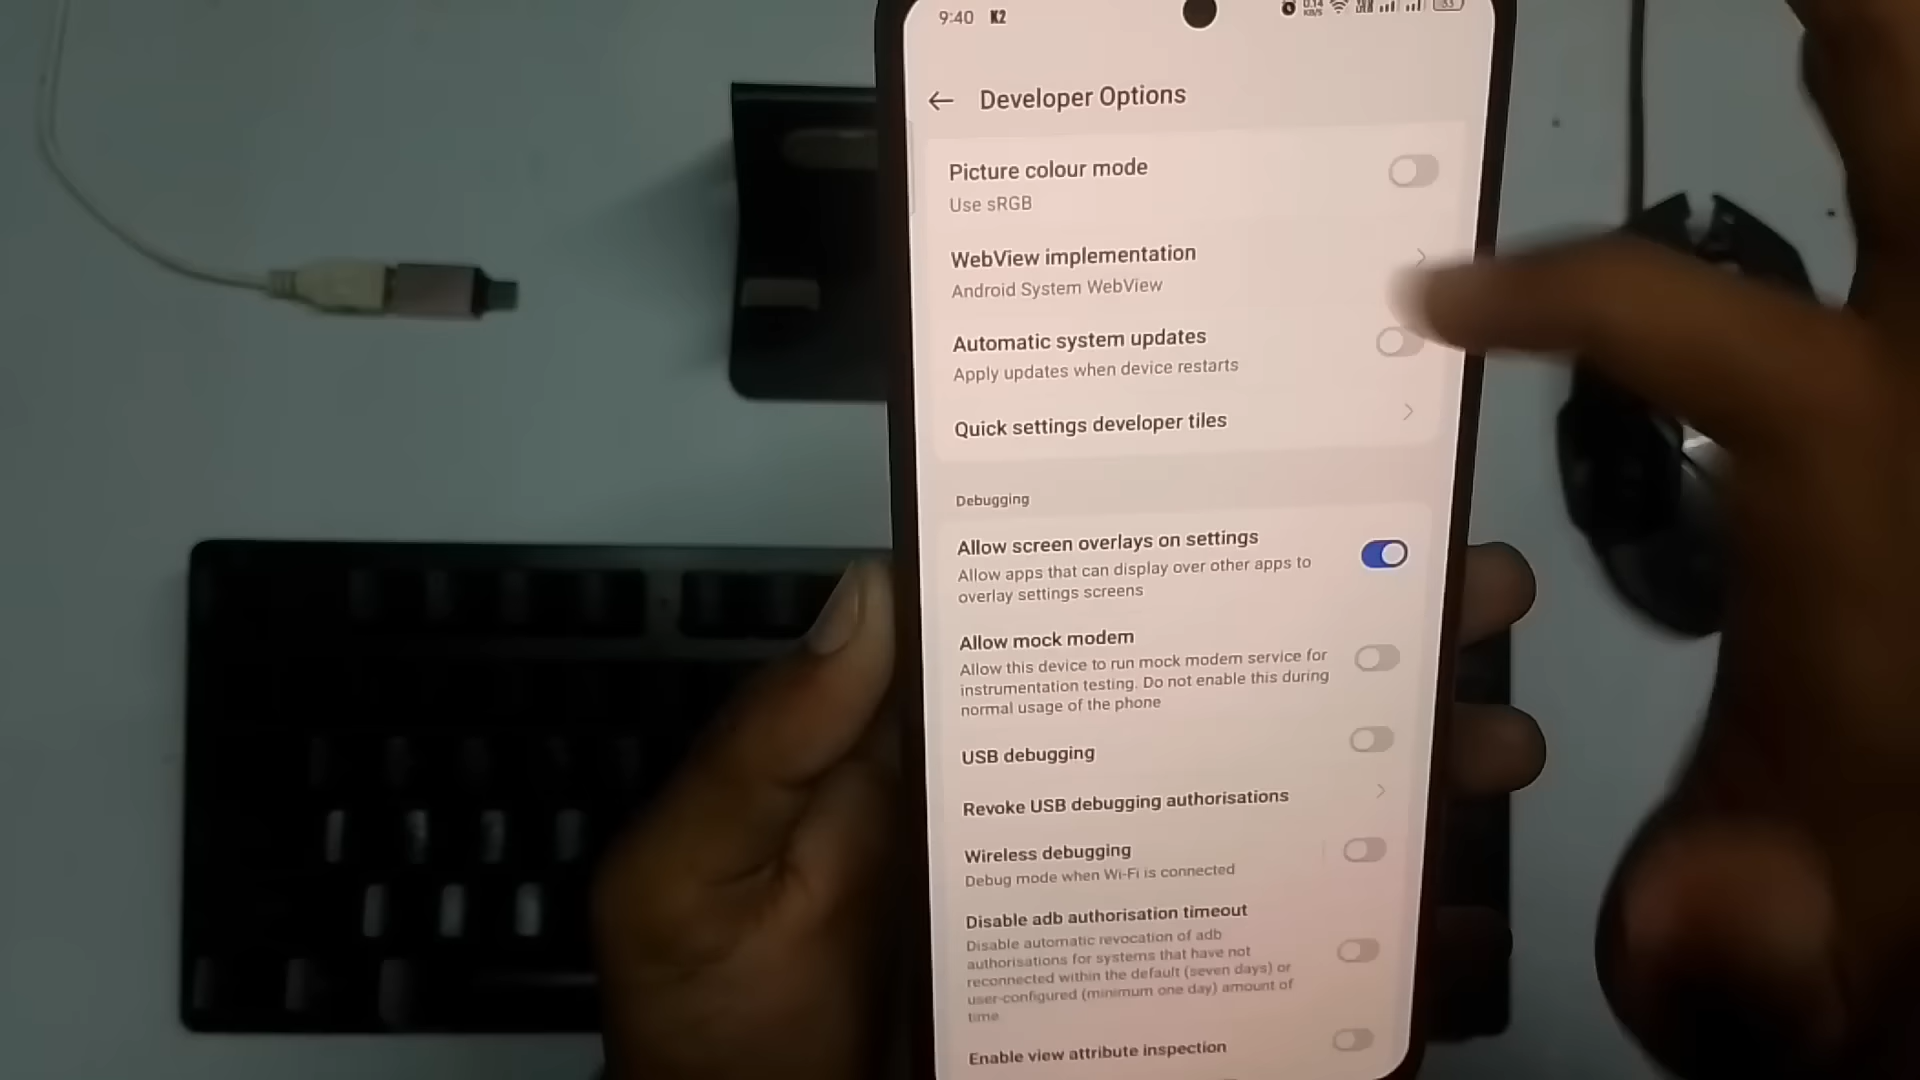 9:40 K2
0.14
KB/S
53
Developer Options
Picture colour mode
Use sRGB
WebView implementation
Android System WebView
Automatic system updates
Apply updates when device restarts
Quick settings developer tiles
Debugging
Allow screen overlays on settings
Allow apps that can display over other apps to
overlay settings screens
Allow mock modem
Allow this device to run mock modem service for
instrumentation testing. Do not enable this during
normal usage of the phone
USB debugging
Revoke USB debugging authorisations
Wireless debugging
Debug mode when Wi-Fi is connected
Disable adb authorisation timeout
Disable automatic revocation of adb
authorisations for systems that have not
reconnected within the default (seven days) or
user-configured (minimum one day) amount of
time
Enable view attribute inspection